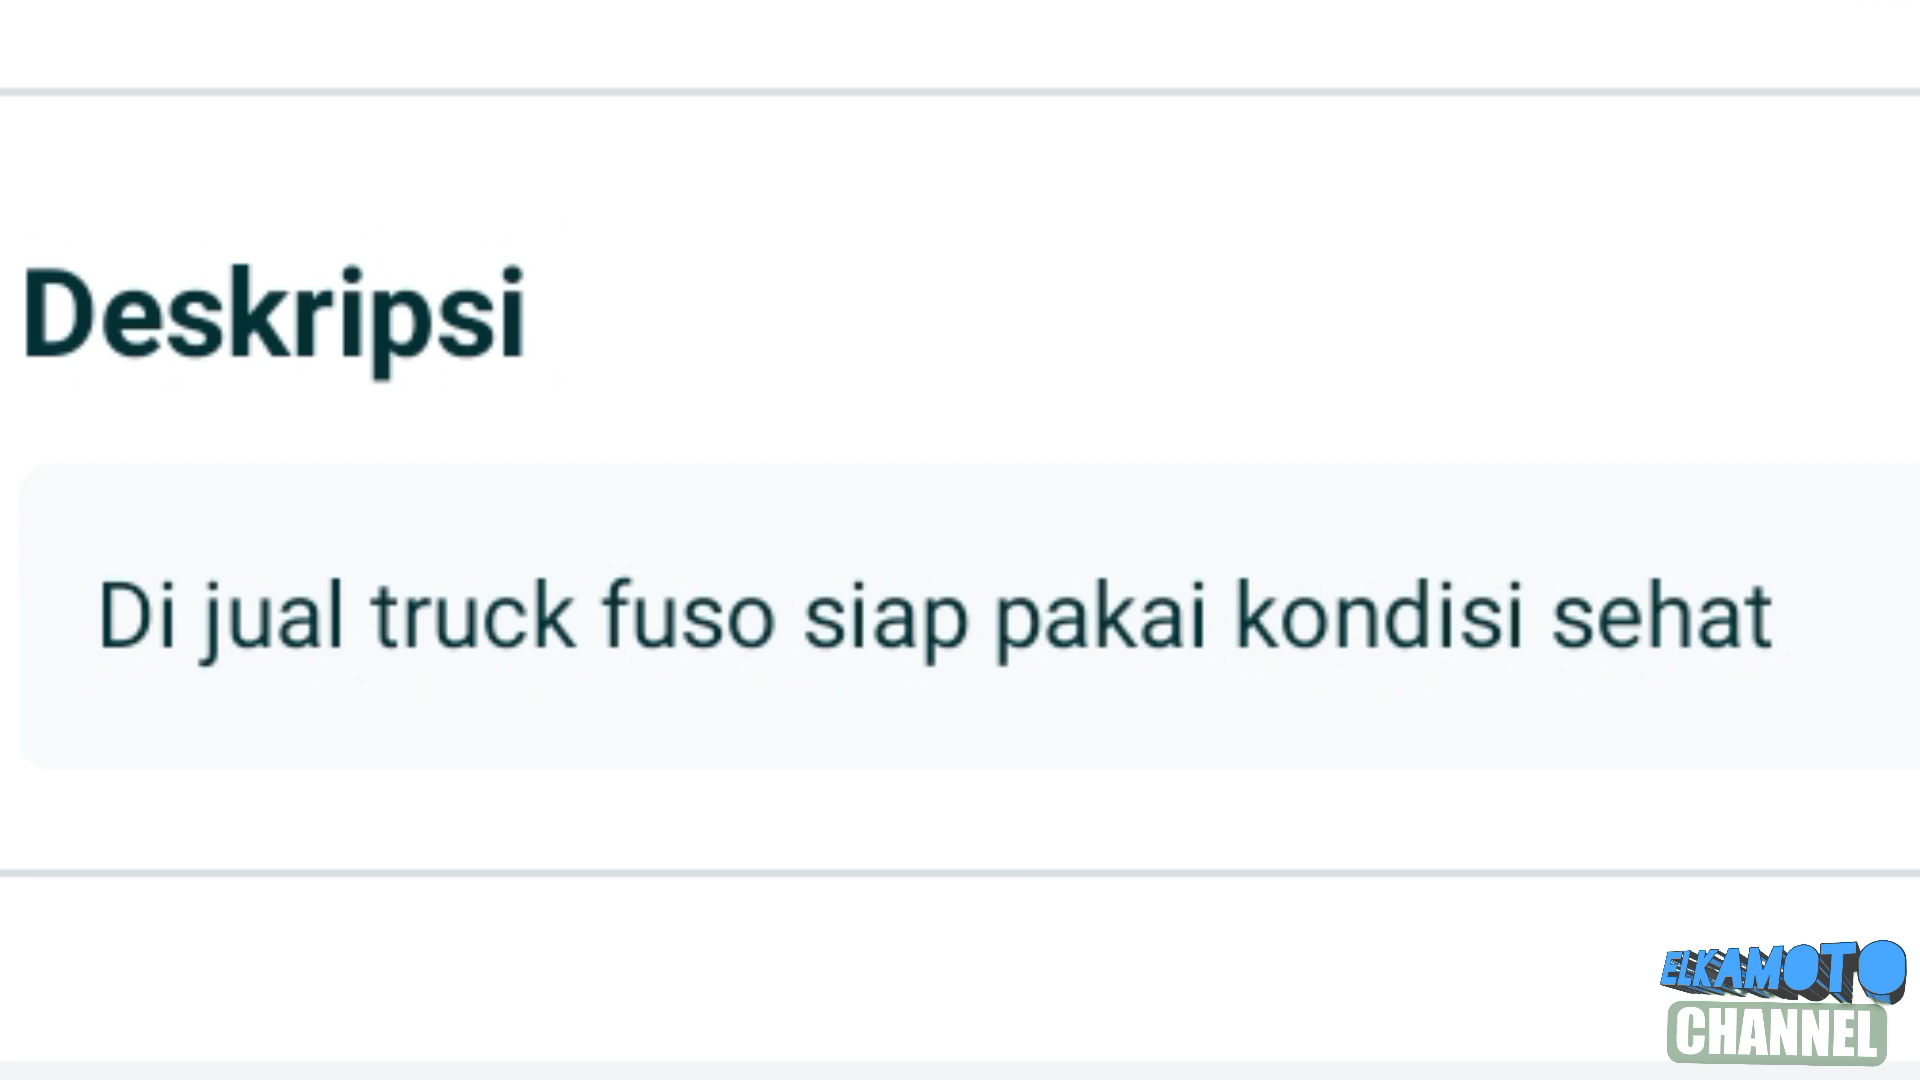 Deskripsi
Di jual truck fuso siap pakai kondisi sehat
ELKAMOTO
CHANNEL